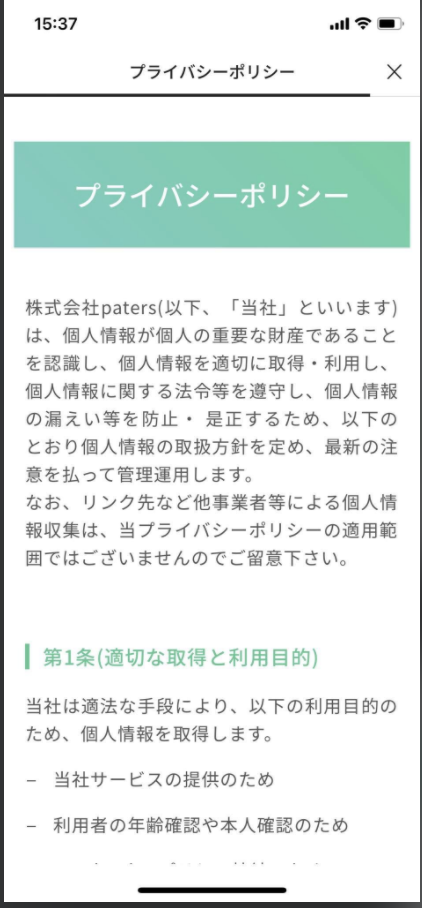 15:37
プライバシーポリシー
プライバシーポリシー
株式会社paters(以下、「当社」といいます)
は、個人情報が個人の重要な財産であること
を認識し、個人情報を適切に取得・利用し、
個人情報に関する法令等を遵守し、個人情報
の漏えい等を防止・ 是正するため、以下の
とおり個人情報の取扱方針を定め、最新の注
意を払って管理運用します。
なお、リンク先など他事業者等による個人情
報収集は、当プライバシーポリシーの適用範
囲ではございませんのでご留意下さい。
第1条(適切な取得と利用目的)
当社は適法な手段により、以下の利用目的の
ため、個人情報を取得します。
– 当社サービスの提供のため
– 利用者の年齢確認や本人確認のため